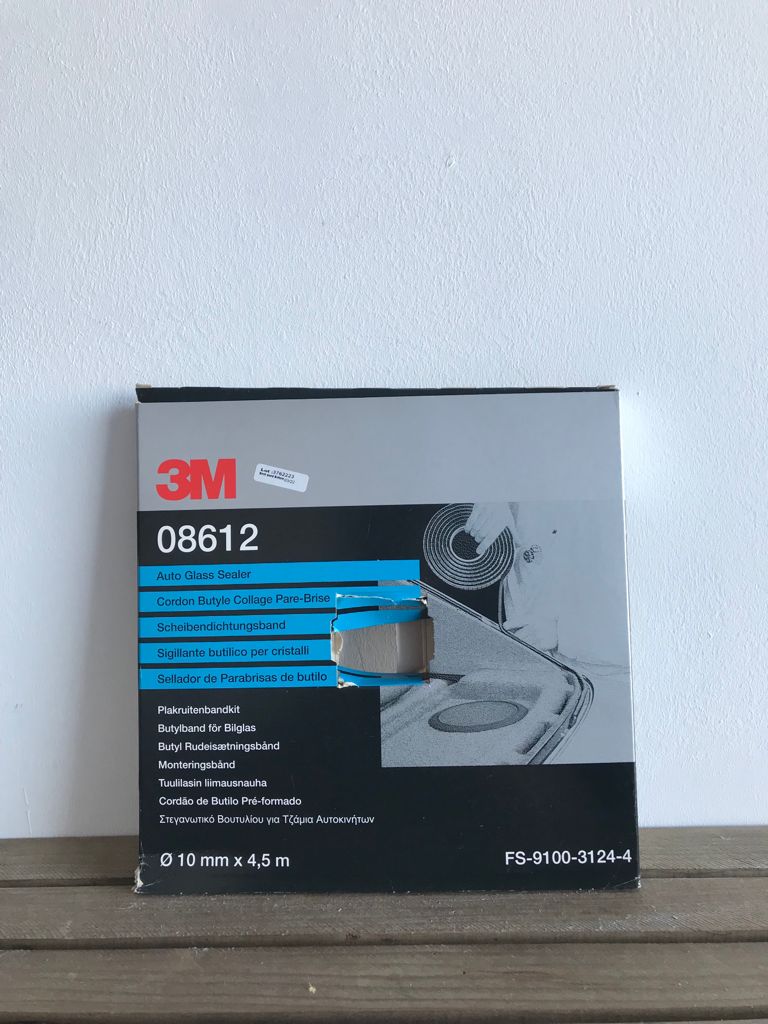 3M
Lot :3762223
08612
Auto Glass Sealer
Cordon Butyle Collage Pare-Brise
Scheibendichtungsband
Sigillante butilico per cristalli
Sellador de Parabrisas de butilo
Plakruitenbandkit
Butylband för Bilglas
Butyl Rudeisætningsbånd
Monteringsbånd
Tuulilasin liimausnauha
Cordão de Butilo Pré-formado
Στεγανωτικό Βουτυλίου για Τζάμια Αυτοκινήτων
Ø 10 mm x 4,5 m
FS-9100-3124-4